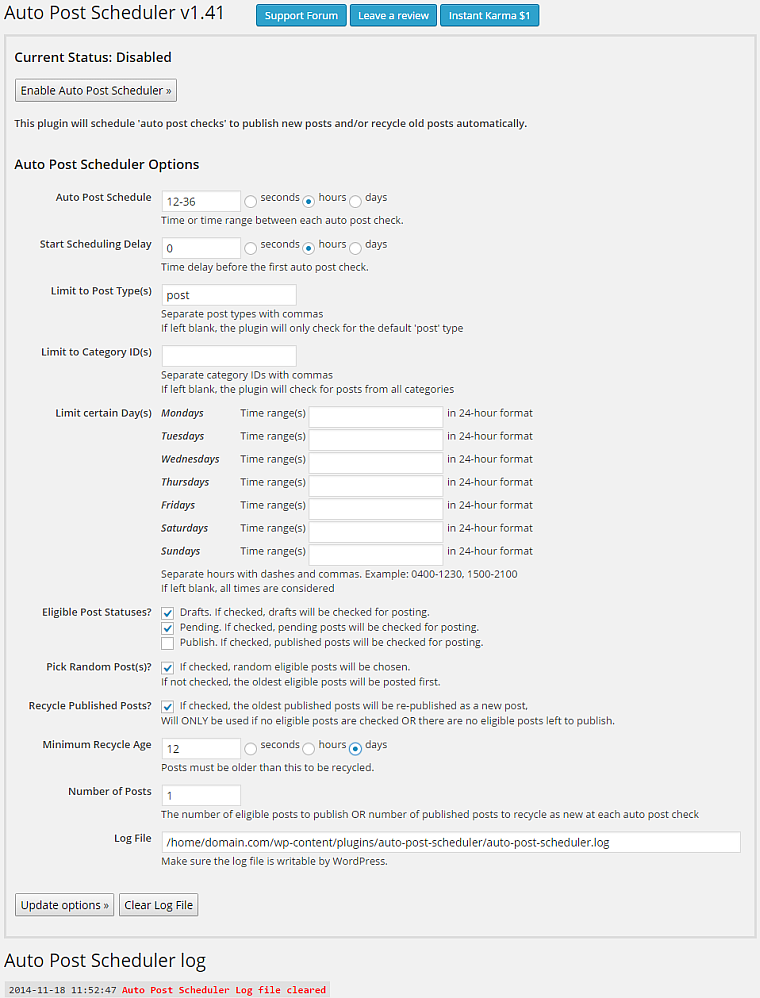 Auto Post Scheduler v1.41 Support Forum Leave a review Instant Karma $1
Current Status: Disabled
Enable Auto Post Scheduler »
This plugin will schedule 'auto post checks' to publish new posts and/or recycle old posts automatically.
Auto Post Scheduler Options
Auto Post Schedule 12-36 seconds hours days
Time or time range between each auto post check.
Start Scheduling Delay 0 seconds hours days
Time delay before the first auto post check.
Limit to Post Type(s) post
Separate post types with commas
If left blank, the plugin will only check for the default 'post' type
Limit to Category ID(s)
Separate category IDs with commas
If left blank, the plugin will check for posts from all categories
Limit certain Day(s) Mondays Time range(s) in 24-hour format
Tuesdays Time range(s) in 24-hour format
Wednesdays Time range(s) in 24-hour format
Thursdays Time range(s) in 24-hour format
Fridays Time range(s) in 24-hour format
Saturdays Time range(s) in 24-hour format
Sundays Time range(s) in 24-hour format
Separate hours with dashes and commas. Example: 0400-1230, 1500-2100
If left blank, all times are considered
Eligible Post Statuses? Drafts. If checked, drafts will be checked for posting.
Pending. If checked, pending posts will be checked for posting.
Publish. If checked, published posts will be checked for posting.
Pick Random Post(s)? If checked, random eligible posts will be chosen.
If not checked, the oldest eligible posts will be posted first.
Recycle Published Posts? If checked, the oldest published posts will be re-published as a new post,
Will ONLY be used if no eligible posts are checked OR there are no eligible posts left to publish.
Minimum Recycle Age 12 seconds hours days
Posts must be older than this to be recycled.
Number of Posts 1
The number of eligible posts to publish OR number of published posts to recycle as new at each auto post check
Log File /home/domain.com/wp-content/plugins/auto-post-scheduler/auto-post-scheduler.log
Make sure the log file is writable by WordPress.
Update options » Clear Log File
Auto Post Scheduler log
2014-11-18 11:52:47 Auto Post Scheduler Log file cleared